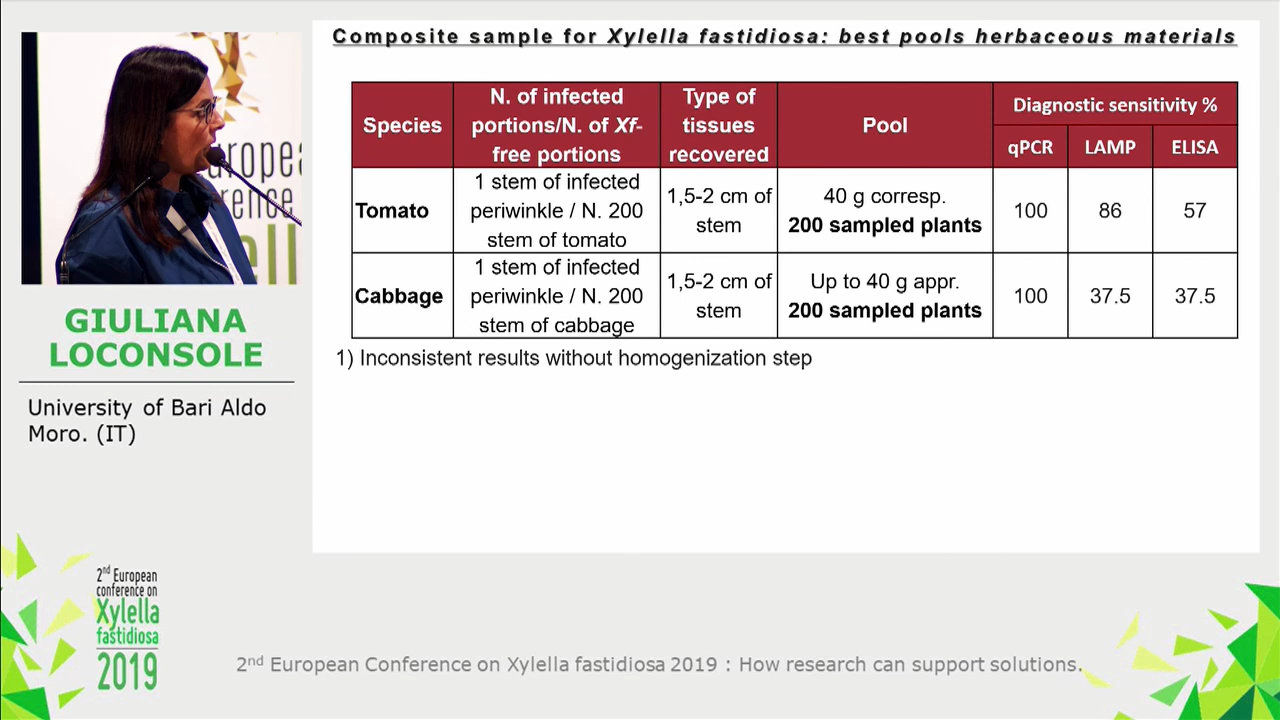 Composite sample for Xylella fastidiosa: best pools herbaceous materials
Species
N. of infected
portions/N. of Xf-
free portions
Type of
tissues
recovered
Pool
Diagnostic sensitivity %
qPCR
LAMP
ELISA
Tomato
1 stem of infected
periwinkle / N. 200
stem of tomato
1,5-2 cm of
stem
40 g corresp.
200 sampled plants
100
86
57
Cabbage
1 stem of infected
periwinkle / N. 200
stem of cabbage
1,5-2 cm of
stem
Up to 40 g appr.
200 sampled plants
100
37.5
37.5
1) Inconsistent results without homogenization step
GIULIANA
LOCONSOLE
University of Bari Aldo
Moro. (IT)
2nd European
conference on
Xylella
fastidiosa
2019
2nd European Conference on Xylella fastidiosa 2019 : How research can support solutions.